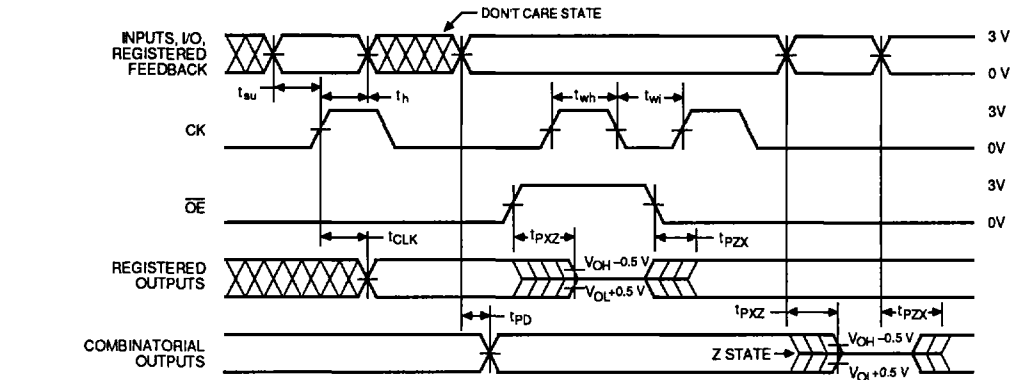 DON'T CARE STATE
INPUTS, I/O,
REGISTERED
FEEDBACK
3 V
0 V
tsu
th
twh
twi
CK
3V
0V
OE
3V
0V
tCLK
tPXZ
tPZX
REGISTERED
OUTPUTS
VOH -0.5 V
VOL+0.5 V
tPD
tPXZ
tPZX
COMBINATORIAL
OUTPUTS
Z STATE
VOH -0.5 V
VOL+0.5 V